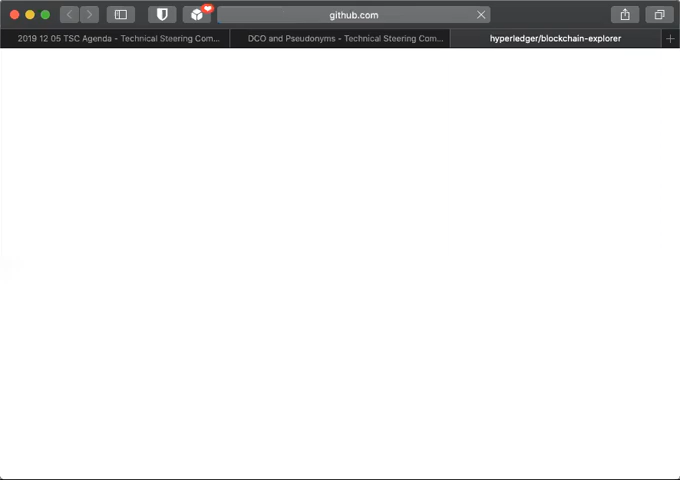 github.com
2019 12 05 TSC Agenda - Technical Steering Com...
DCO and Pseudonyms - Technical Steering Com...
hyperledger/blockchain-explorer